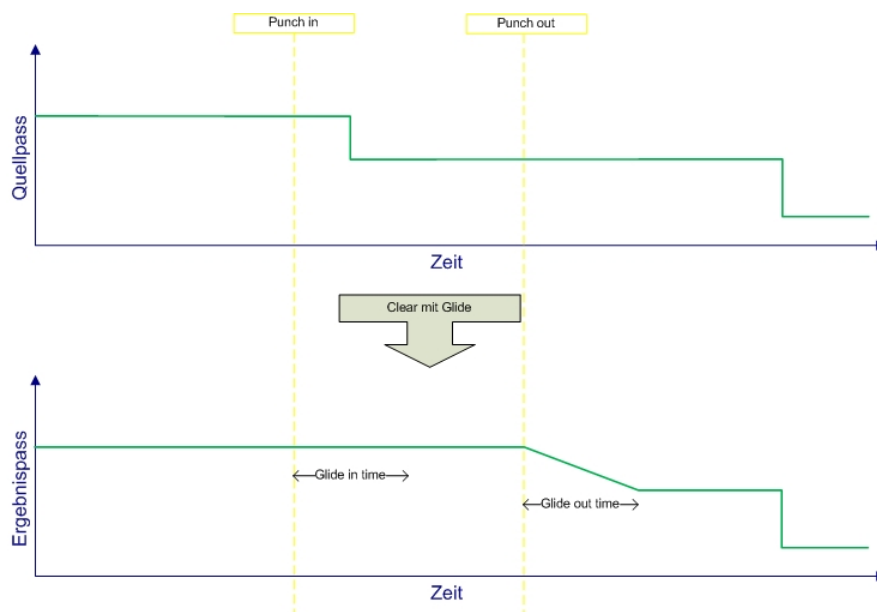 Punch in
Punch out
Quellpass
Zeit
Clear mit Glide
Ergebnispass
Glide in time
Glide out time
Zeit